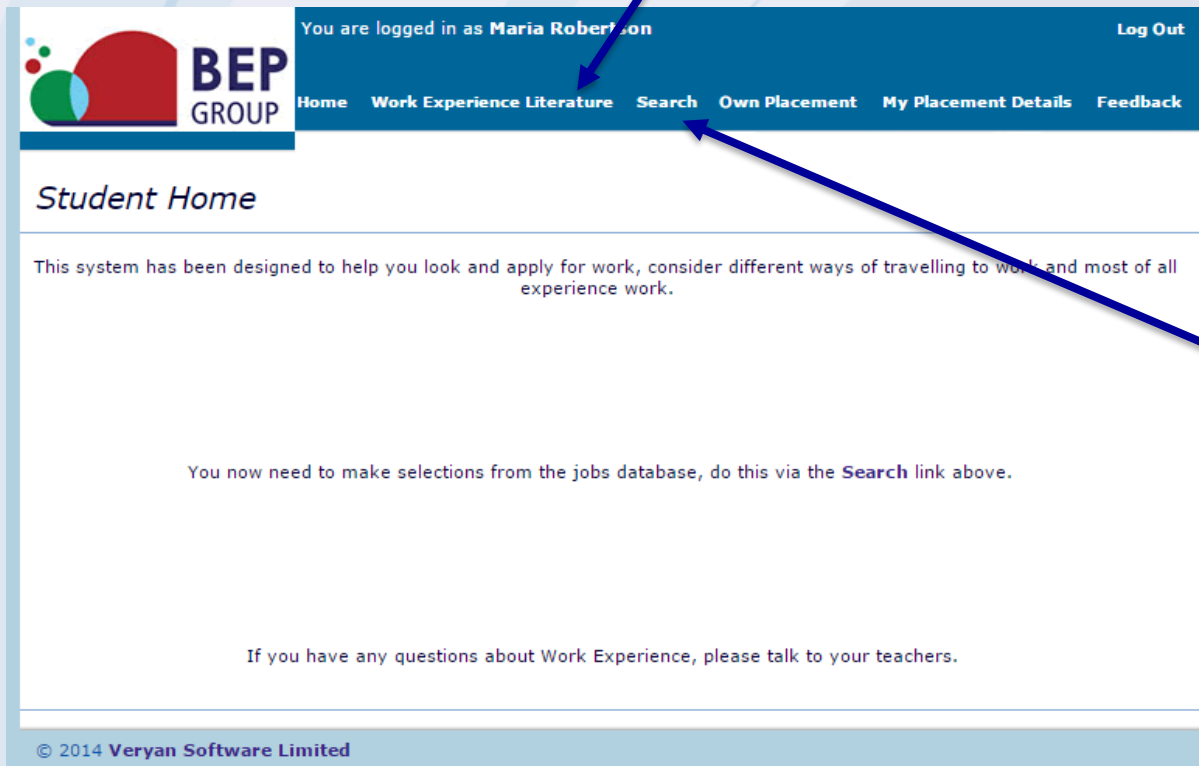 You are logged in as Maria Robertson
Log Out
BEP
GROUP
Home Work Experience Literature Search Own Placement My Placement Details Feedback
Student Home
This system has been designed to help you look and apply for work, consider different ways of travelling to work and most of all
experience work.
You now need to make selections from the jobs database, do this via the Search link above.
If you have any questions about Work Experience, please talk to your teachers.
© 2014 Veryan Software Limited